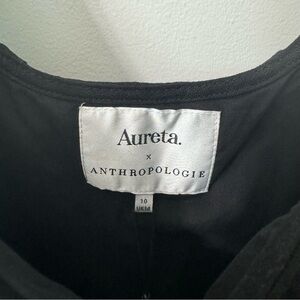 Aureta.
x
ANTHROPOLOGIE
10